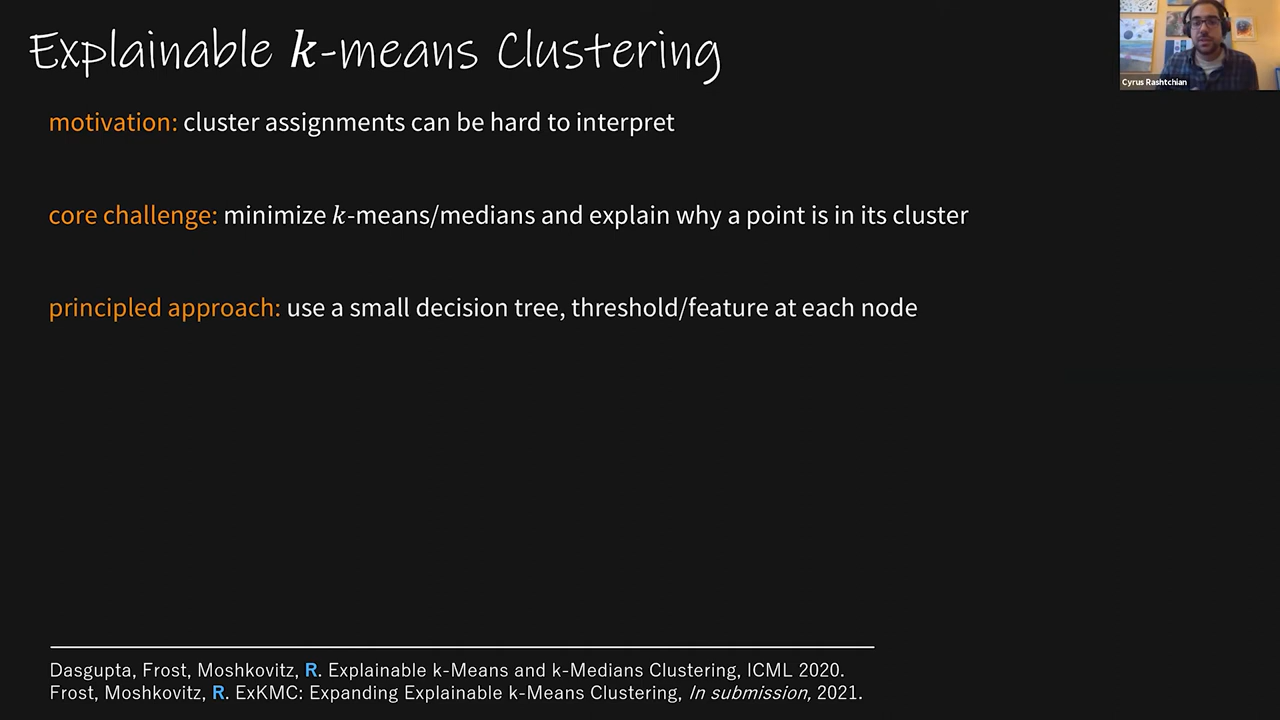 Explainable k-means Clustering
Cyrus Rashtchian
motivation: cluster assignments can be hard to interpret
core challenge: minimize k-means/medians and explain why a point is in its cluster
principled approach: use a small decision tree, threshold/feature at each node
Dasgupta, Frost, Moshkovitz, R. Explainable k-Means and k-Medians Clustering, ICML 2020.
Frost, Moshkovitz, R. ExKMC: Expanding Explainable k-Means Clustering, In submission, 2021.